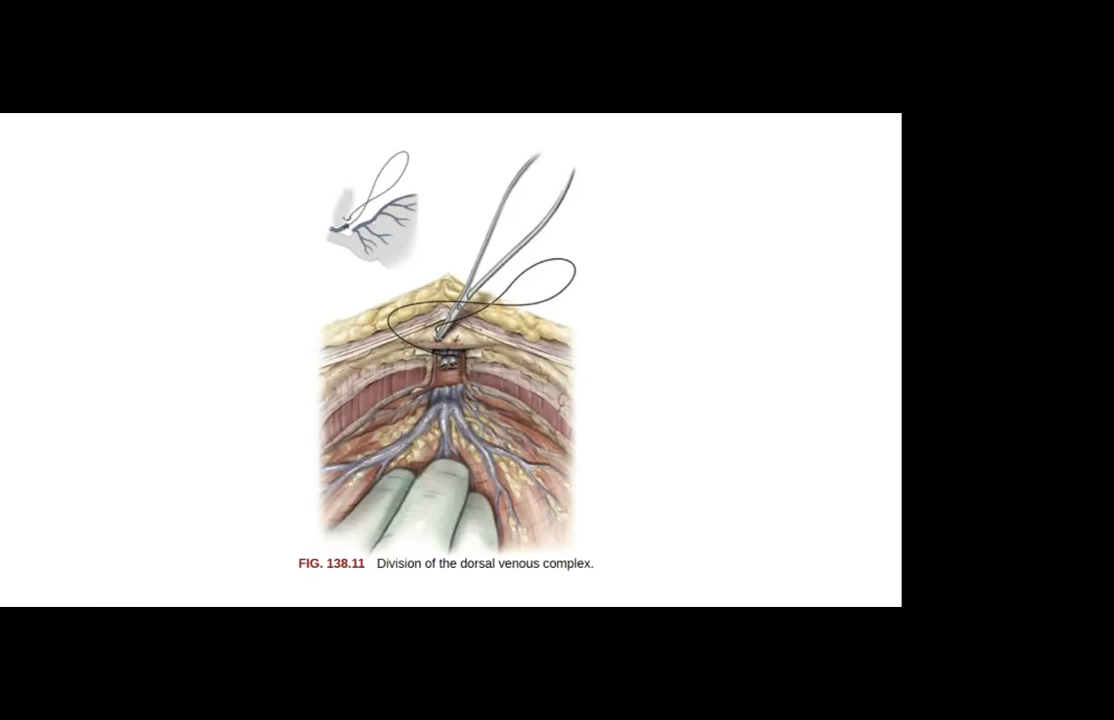 FIG. 138.11 Division of the dorsal venous complex.